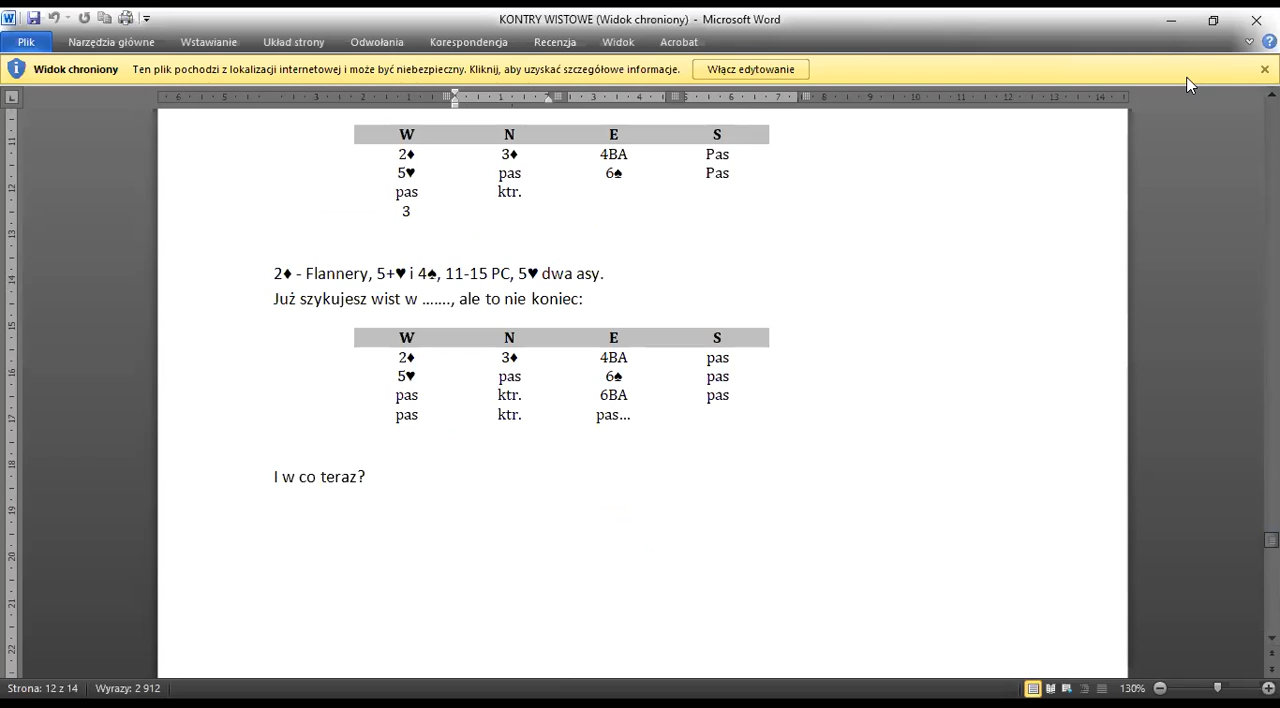 KONTRY WISTOWE (Widok chroniony) - Microsoft Word
Plik Narzędzia główne Wstawianie Układ strony Odwołania Korespondencja Recenzja Widok Acrobat
Widok chroniony Ten plik pochodzi z lokalizacji internetowej i może być niebezpieczny. Kliknij, aby uzyskać szczegółowe informacje. Włącz edytowanie
W N E S
2♦ 3♦ 4BA Pas
5♥ pas 6♠ Pas
pas ktr.
3
2♦ - Flannery, 5+♥ i 4♠, 11-15 PC, 5♥ dwa asy.
Już szykujesz wist w ……., ale to nie koniec:
W N E S
2♦ 3♦ 4BA pas
5♥ pas 6♠ pas
pas ktr. 6BA pas
pas ktr. pas…
I w co teraz?
Strona: 12 z 14 Wyrazy: 2 912 130%